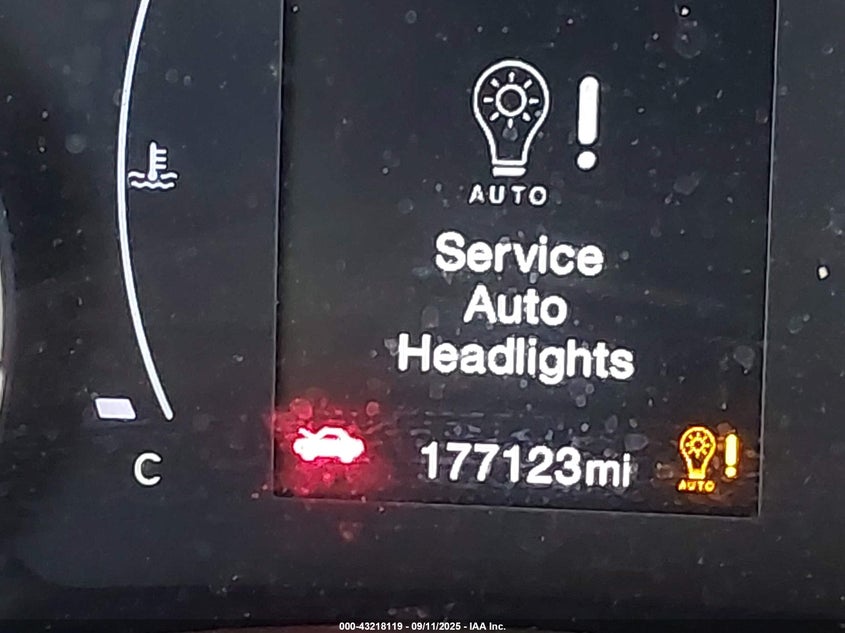 AUTO
Service
Auto
Headlights
177123mi
AUTO
C
000-43218119 - 09/11/2025 - IAA Inc.